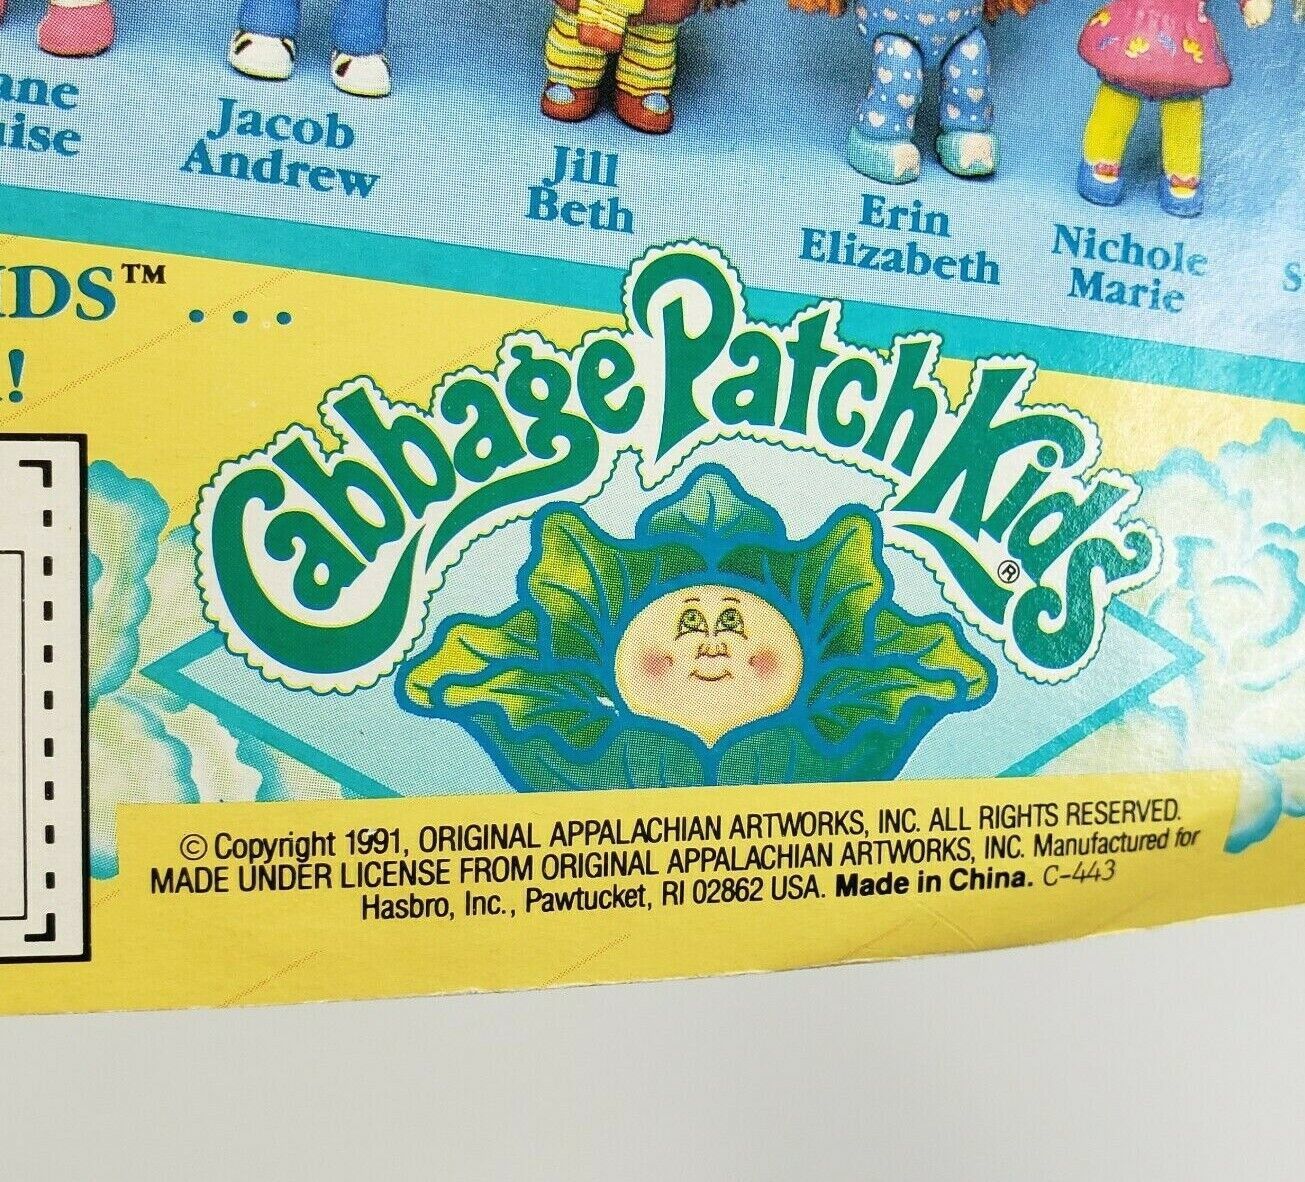 Jacob
Andrew
Jill
Beth
Erin
Elizabeth
Nichole
Marie
™ ...
!
Cabbage Patch Kids®
© Copyright 1991, ORIGINAL APPALACHIAN ARTWORKS, INC. ALL RIGHTS RESERVED.
MADE UNDER LICENSE FROM ORIGINAL APPALACHIAN ARTWORKS, INC. Manufactured for
Hasbro, Inc., Pawtucket, RI 02862 USA. Made in China. C-443